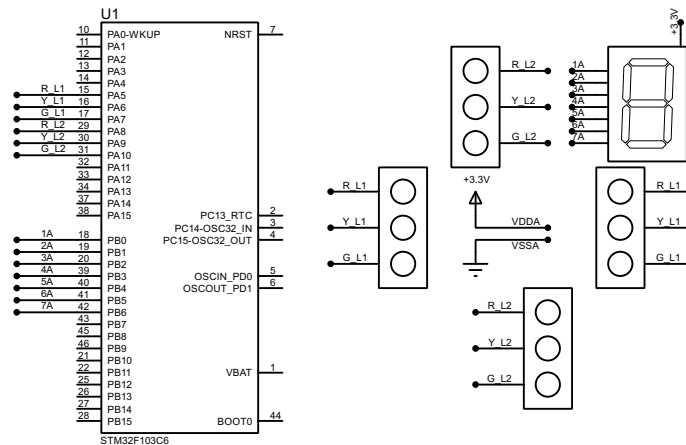 U1
10 PA0-WKUP NRST 7
11 PA1
12 PA2
13 PA3
14 PA4
R_L1 15 PA5
Y_L1 16 PA6
G_L1 17 PA7
R_L2 29 PA8
Y_L2 30 PA9
G_L2 31 PA10
32 PA11
33 PA12
34 PA13
37 PA14
38 PA15
PC13_RTC 2
PC14-OSC32_IN 3
PC15-OSC32_OUT 4
1A 18 PB0
2A 19 PB1
3A 20 PB2
4A 39 PB3
5A 40 PB4
6A 41 PB5
7A 42 PB6
OSCIN_PD0 5
OSCOUT_PD1 6
43 PB7
45 PB8
46 PB9
21 PB10
22 PB11
25 PB12
26 PB13
27 PB14
28 PB15
VBAT 1
BOOT0 44
STM32F103C6
R_L2
Y_L2
G_L2
+3.3V
1A
2A
3A
4A
5A
6A
7A
R_L1
Y_L1
G_L1
+3.3V
VDDA
VSSA
R_L1
Y_L1
G_L1
R_L2
Y_L2
G_L2